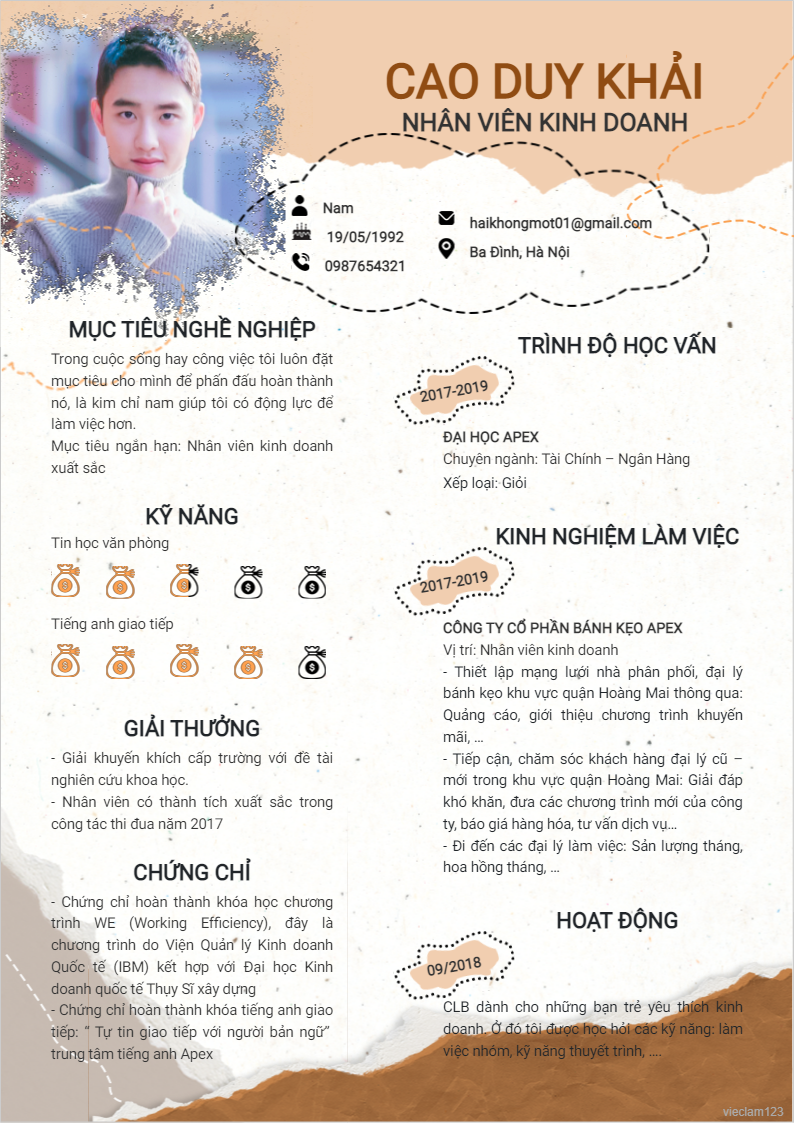 CAO DUY KHẢI
NHÂN VIÊN KINH DOANH
Nam
19/05/1992
0987654321
haikhongmot01@gmail.com
Ba Đình, Hà Nội
MỤC TIÊU NGHỀ NGHIỆP
Trong cuộc sống hay công việc tôi luôn đặt
mục tiêu cho mình để phấn đấu hoàn thành
nó, là kim chỉ nam giúp tôi có động lực để
làm việc hơn.
Mục tiêu ngắn hạn: Nhân viên kinh doanh
xuất sắc
KỸ NĂNG
Tin học văn phòng
Tiếng anh giao tiếp
GIẢI THƯỞNG
- Giải khuyến khích cấp trường với đề tài
nghiên cứu khoa học.
- Nhân viên có thành tích xuất sắc trong
công tác thi đua năm 2017
CHỨNG CHỈ
- Chứng chỉ hoàn thành khóa học chương
trình WE (Working Efficiency), đây là
chương trình do Viện Quản lý Kinh doanh
Quốc tế (IBM) kết hợp với Đại học Kinh
doanh quốc tế Thụy Sĩ xây dựng
- Chứng chỉ hoàn thành khóa tiếng anh giao
tiếp: “ Tự tin giao tiếp với người bản ngữ”
trung tâm tiếng anh Apex
TRÌNH ĐỘ HỌC VẤN
2017-2019
ĐẠI HỌC APEX
Chuyên ngành: Tài Chính – Ngân Hàng
Xếp loại: Giỏi
KINH NGHIỆM LÀM VIỆC
2017-2019
CÔNG TY CỔ PHẦN BÁNH KẸO APEX
Vị trí: Nhân viên kinh doanh
- Thiết lập mạng lưới nhà phân phối, đại lý
bánh kẹo khu vực quận Hoàng Mai thông qua:
Quảng cáo, giới thiệu chương trình khuyến
mãi, ...
- Tiếp cận, chăm sóc khách hàng đại lý cũ –
mới trong khu vực quận Hoàng Mai: Giải đáp
khó khăn, đưa các chương trình mới của công
ty, báo giá hàng hóa, tư vấn dịch vụ...
- Đi đến các đại lý làm việc: Sản lượng tháng,
hoa hồng tháng, ...
HOẠT ĐỘNG
09/2018
CLB dành cho những bạn trẻ yêu thích kinh
doanh. Ở đó tôi được học hỏi các kỹ năng: làm
việc nhóm, kỹ năng thuyết trình, ....
vieclam123